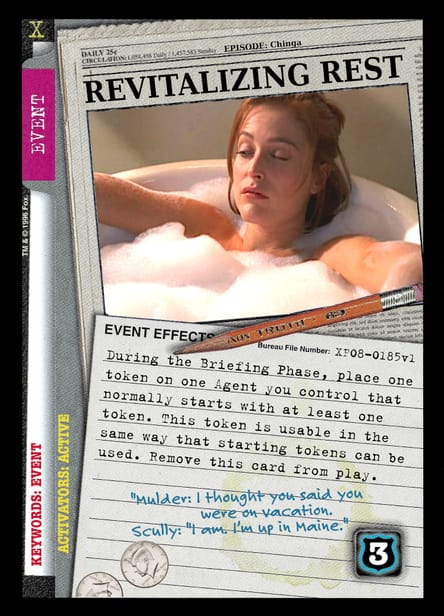 X
EVENT
TM & © 1996 Fox.
KEYWORDS: EVENT
ACTIVATORS: ACTIVE
DAILY 25¢
EPISODE: Chinga
REVITALIZING REST
EVENT EFFECTS
Bureau File Number: XP08-0185v1
During the Briefing Phase, place one
token on one Agent you control that
normally starts with at least one
token. This token is usable in the
same way that starting tokens can be
used. Remove this card from play.
"Mulder: I thought you said you
were on vacation.
Scully: "I am. I'm up in Maine."
3